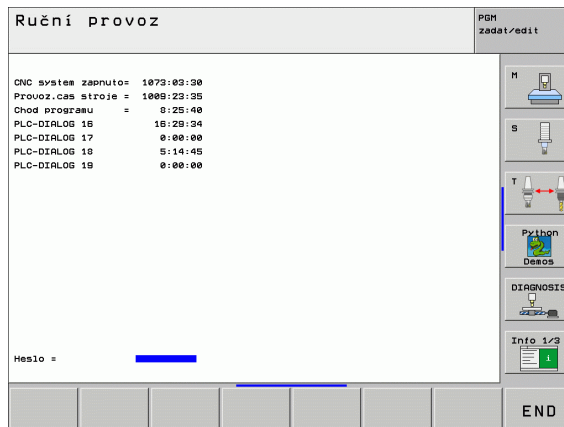 Ruční provoz
PGM
zadat/edit
CNC system zapnuto= 1073:03:30
Provoz.cas stroje = 1009:23:35
Chod programu = 8:25:40
PLC-DIALOG 16 16:29:34
PLC-DIALOG 17 0:00:00
PLC-DIALOG 18 5:14:45
PLC-DIALOG 19 0:00:00
Heslo =
M
S
T
Python
Demos
DIAGNOSIS
Info 1/3
i
END